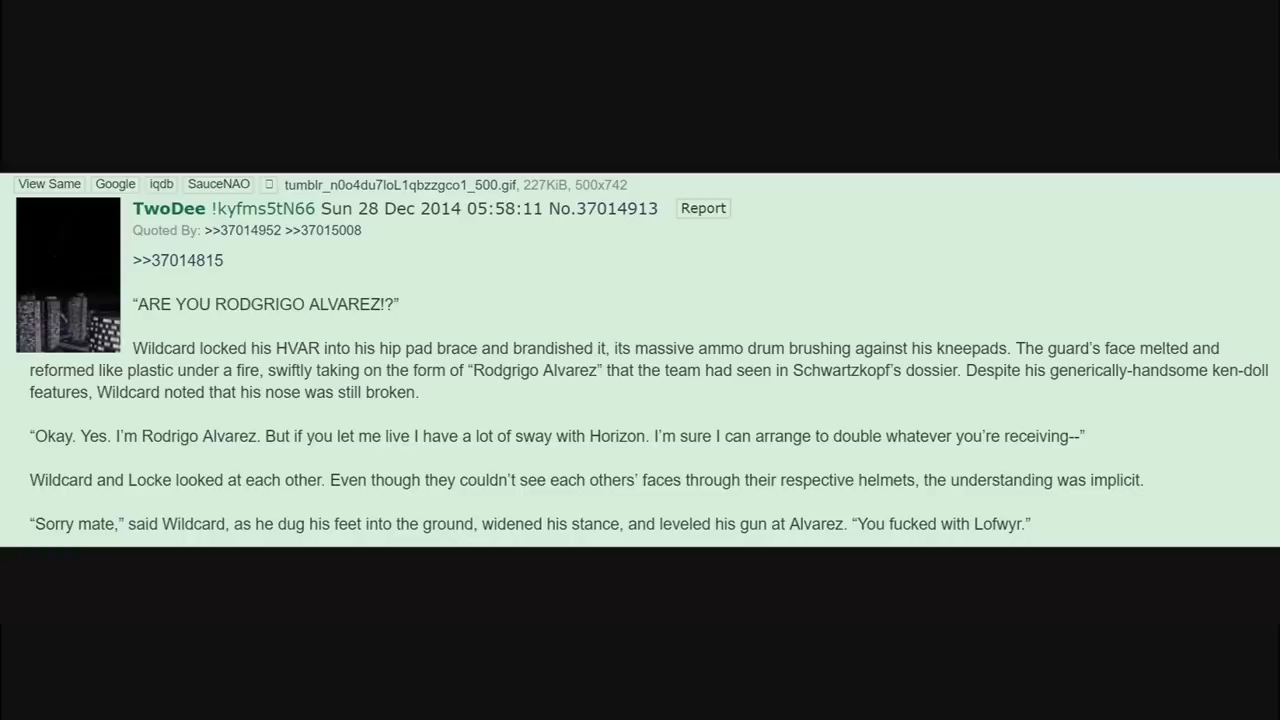 View Same Google iqdb SauceNAO tumblr_n0o4du7loL1qbzzgco1_500.gif, 227KiB, 500x742
TwoDee !kyfms5tN66 Sun 28 Dec 2014 05:58:11 No.37014913 Report
Quoted By: >>37014952 >>37015008
>>37014815
“ARE YOU RODGRIGO ALVAREZ!?”
Wildcard locked his HVAR into his hip pad brace and brandished it, its massive ammo drum brushing against his kneepads. The guard’s face melted and
reformed like plastic under a fire, swiftly taking on the form of “Rodgrigo Alvarez” that the team had seen in Schwartzkopf’s dossier. Despite his generically-handsome ken-doll
features, Wildcard noted that his nose was still broken.
“Okay. Yes. I’m Rodrigo Alvarez. But if you let me live I have a lot of sway with Horizon. I’m sure I can arrange to double whatever you’re receiving--”
Wildcard and Locke looked at each other. Even though they couldn’t see each others’ faces through their respective helmets, the understanding was implicit.
“Sorry mate,” said Wildcard, as he dug his feet into the ground, widened his stance, and leveled his gun at Alvarez. “You fucked with Lofwyr.”